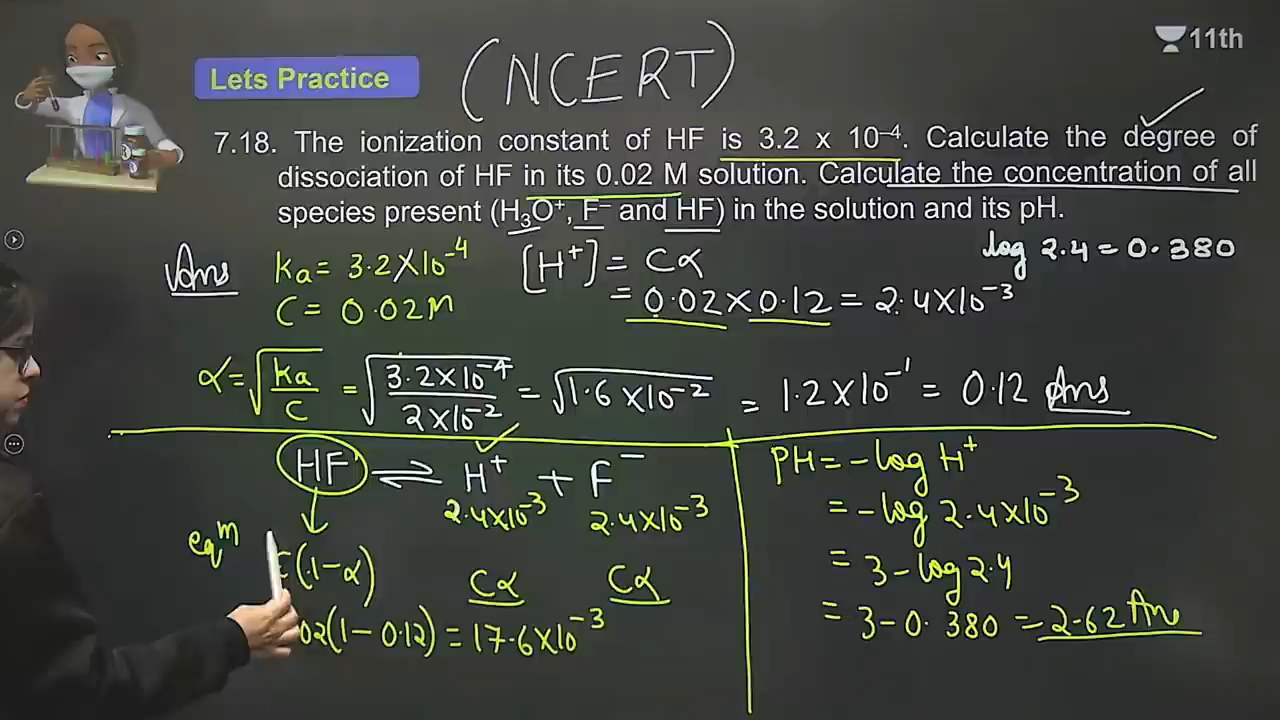 11th
(NCERT)
Lets Practice
7.18. The ionization constant of HF is 3.2 x 10⁻⁴. Calculate the degree of
dissociation of HF in its 0.02 M solution. Calculate the concentration of all
species present (H₃O⁺, F⁻ and HF) in the solution and its pH.
log 2.4 = 0.380
Ans Ka = 3.2×10⁻⁴ [H⁺] = Cα
C = 0.02M = 0.02×0.12 = 2.4×10⁻³
α = √(Ka/C) = √(3.2×10⁻⁴/2×10⁻²) = √1.6×10⁻² = 1.2×10⁻¹ = 0.12 Ans
HF ⇌ H⁺ + F⁻
2.4×10⁻³ 2.4×10⁻³
eqᵐ C(1-α) Cα Cα
02(1-0.12) = 17.6×10⁻³
PH = -log H⁺
= -log 2.4×10⁻³
= 3-log 2.4
= 3-0.380 = 2.62 Ans